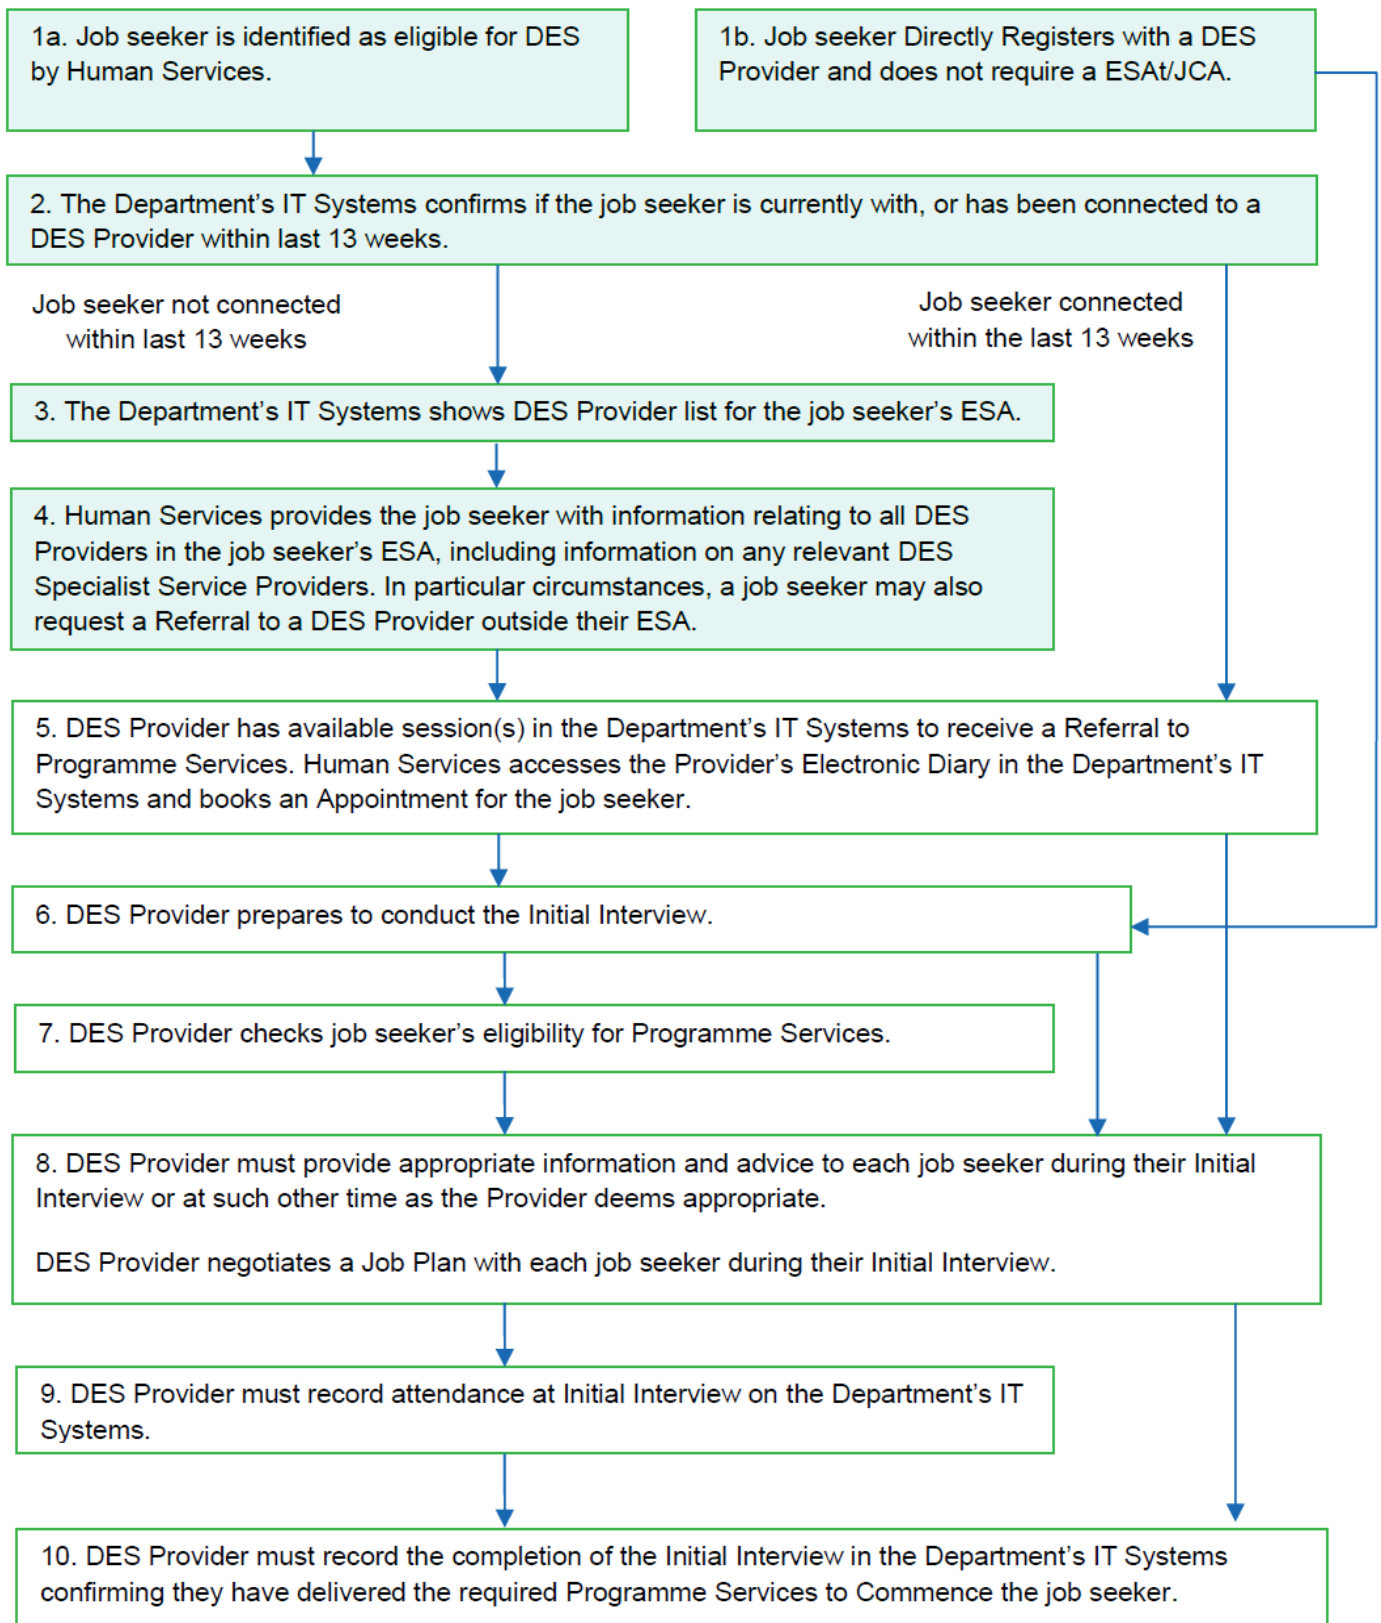 1a. Job seeker is identified as eligible for DES
by Human Services.
1b. Job seeker Directly Registers with a DES
Provider and does not require a ESAt/JCA.
2. The Department's IT Systems confirms if the job seeker is currently with, or has been connected to a
DES Provider within last 13 weeks.
Job seeker not connected
within last 13 weeks
Job seeker connected
within the last 13 weeks
3. The Department's IT Systems shows DES Provider list for the job seeker's ESA.
4. Human Services provides the job seeker with information relating to all DES
Providers in the job seeker's ESA, including information on any relevant DES
Specialist Service Providers. In particular circumstances, a job seeker may also
request a Referral to a DES Provider outside their ESA.
5. DES Provider has available session(s) in the Department's IT Systems to receive a Referral to
Programme Services. Human Services accesses the Provider's Electronic Diary in the Department's IT
Systems and books an Appointment for the job seeker.
6. DES Provider prepares to conduct the Initial Interview.
7. DES Provider checks job seeker's eligibility for Programme Services.
8. DES Provider must provide appropriate information and advice to each job seeker during their Initial
Interview or at such other time as the Provider deems appropriate.
DES Provider negotiates a Job Plan with each job seeker during their Initial Interview.
9. DES Provider must record attendance at Initial Interview on the Department's IT
Systems.
10. DES Provider must record the completion of the Initial Interview in the Department's IT Systems
confirming they have delivered the required Programme Services to Commence the job seeker.